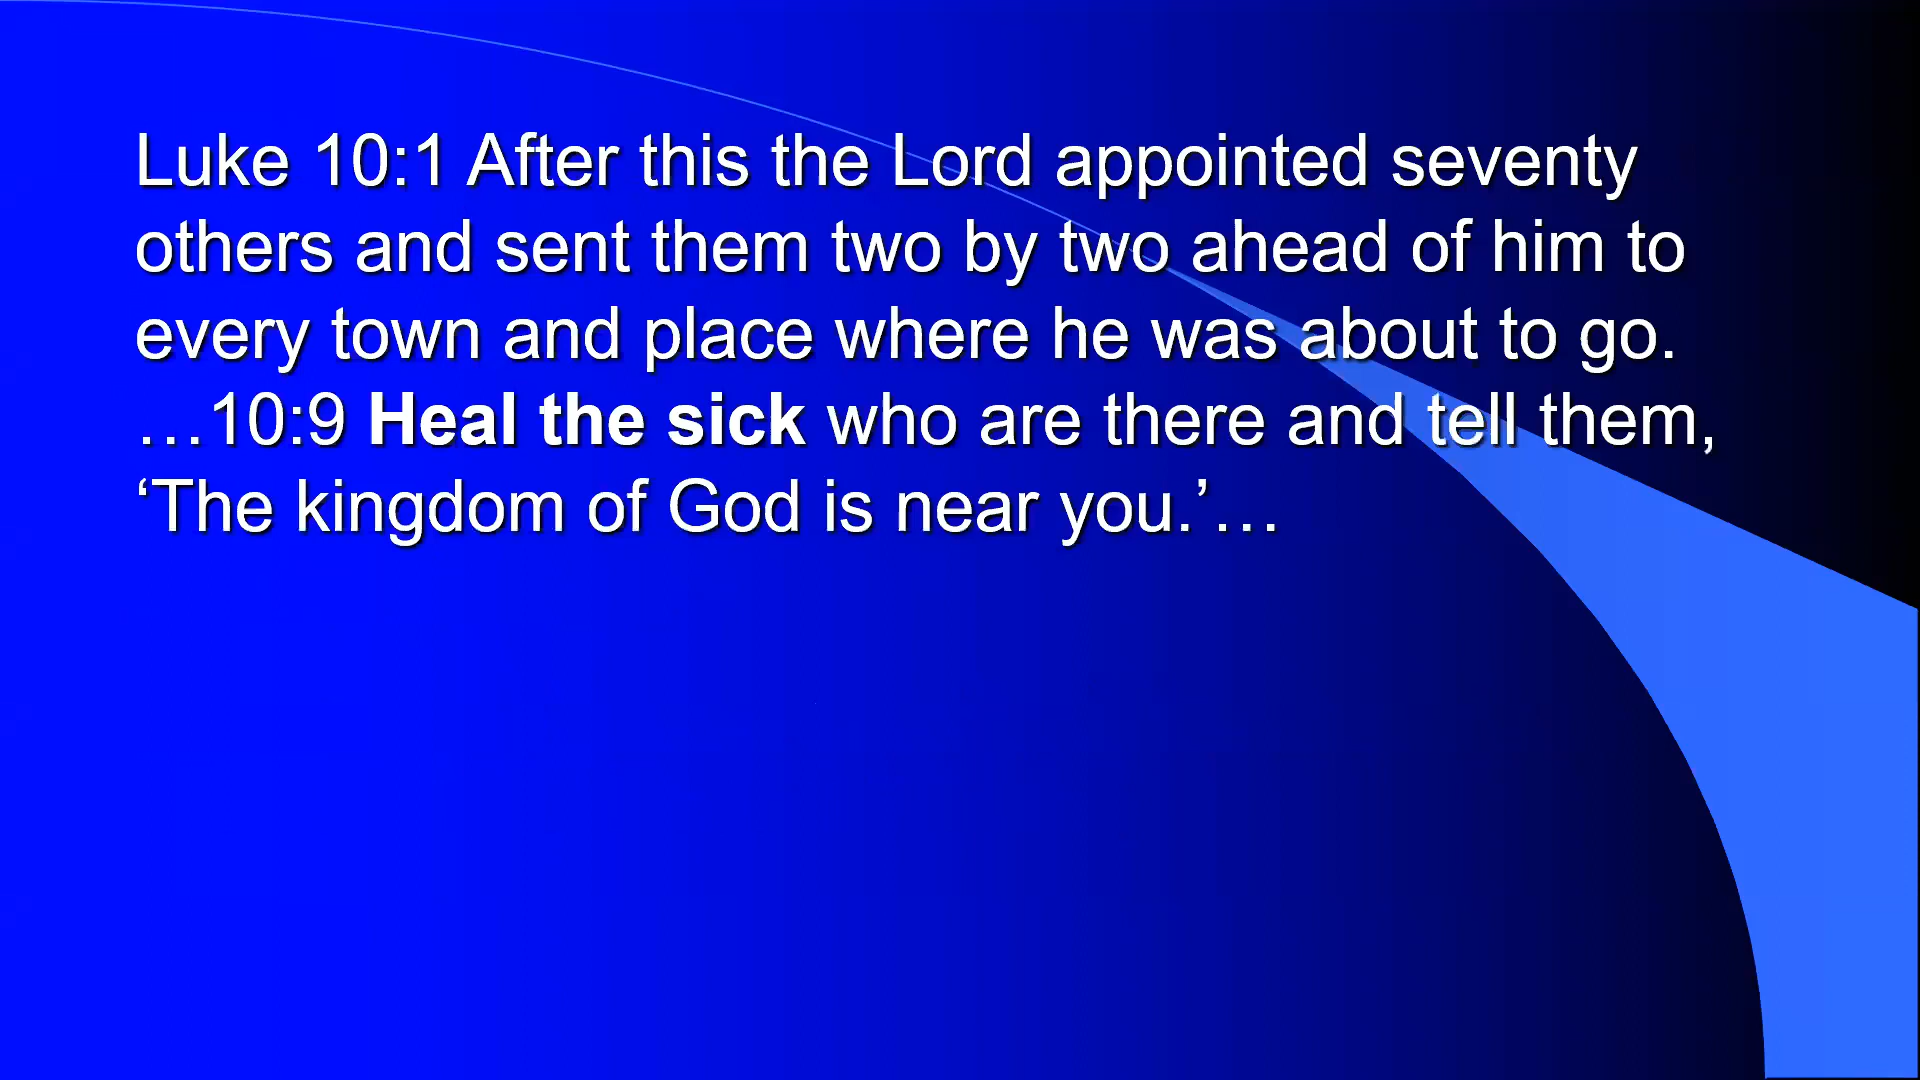 Luke 10:1 After this the Lord appointed seventy
others and sent them two by two ahead of him to
every town and place where he was about to go.
…10:9 Heal the sick who are there and tell them,
‘The kingdom of God is near you.’…